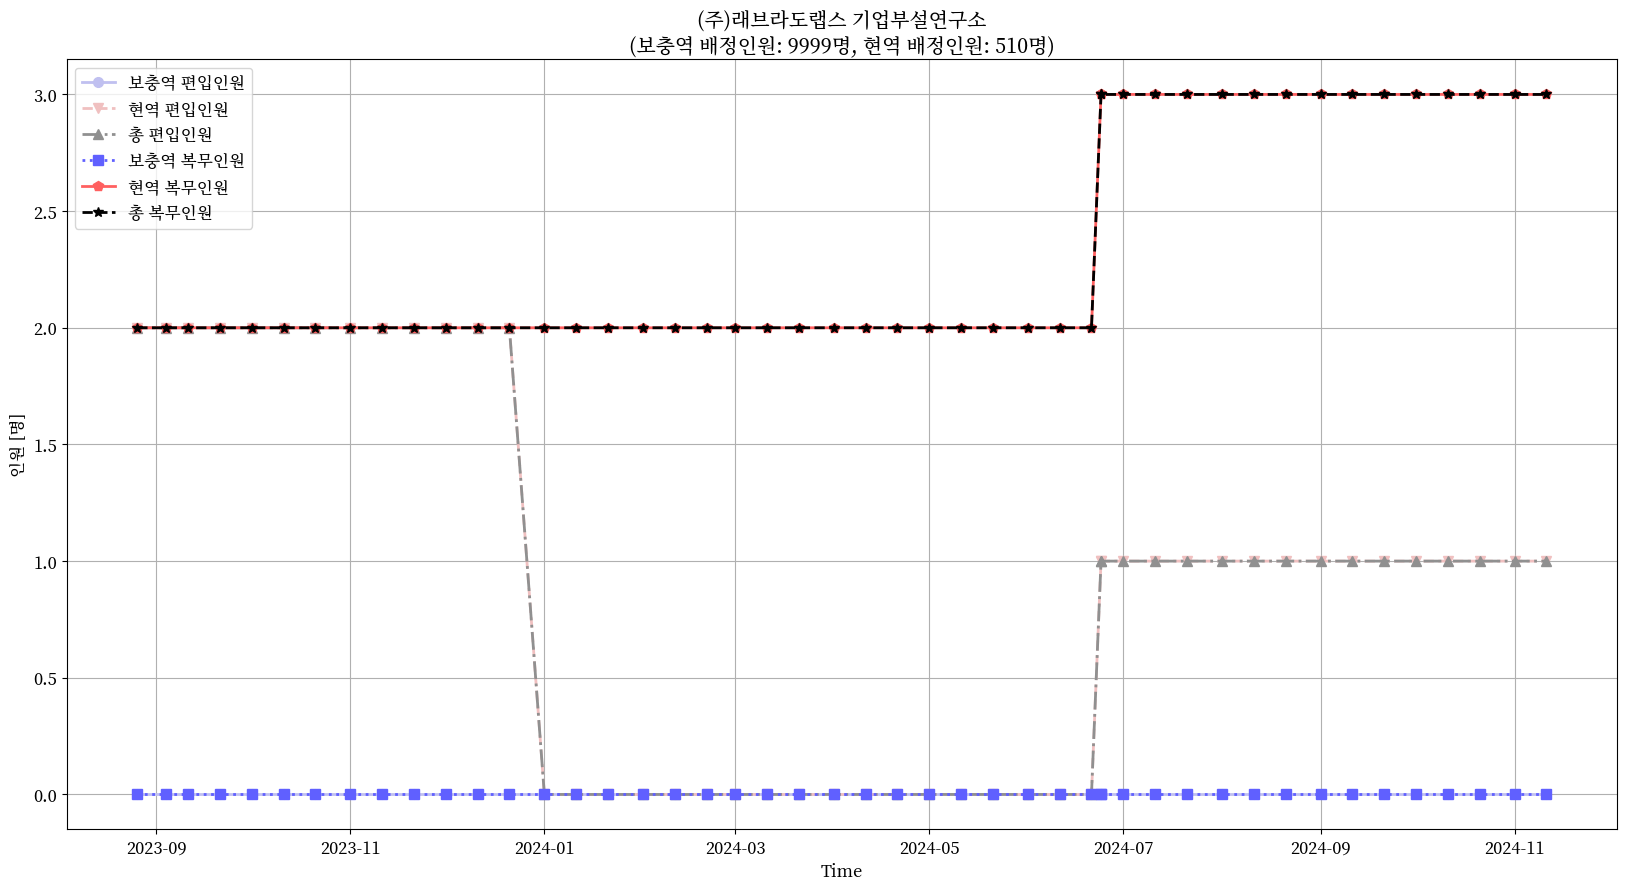 (주)래브라도랩스 기업부설연구소
(보충역 배정인원: 9999명, 현역 배정인원: 510명)
보충역 편입인원
현역 편입인원
총 편입인원
보충역 복무인원
현역 복무인원
총 복무인원
인원 [명]
3.0
2.5
2.0
1.5
1.0
0.5
0.0
2023-09
2023-11
2024-01
2024-03
2024-05
2024-07
2024-09
2024-11
Time